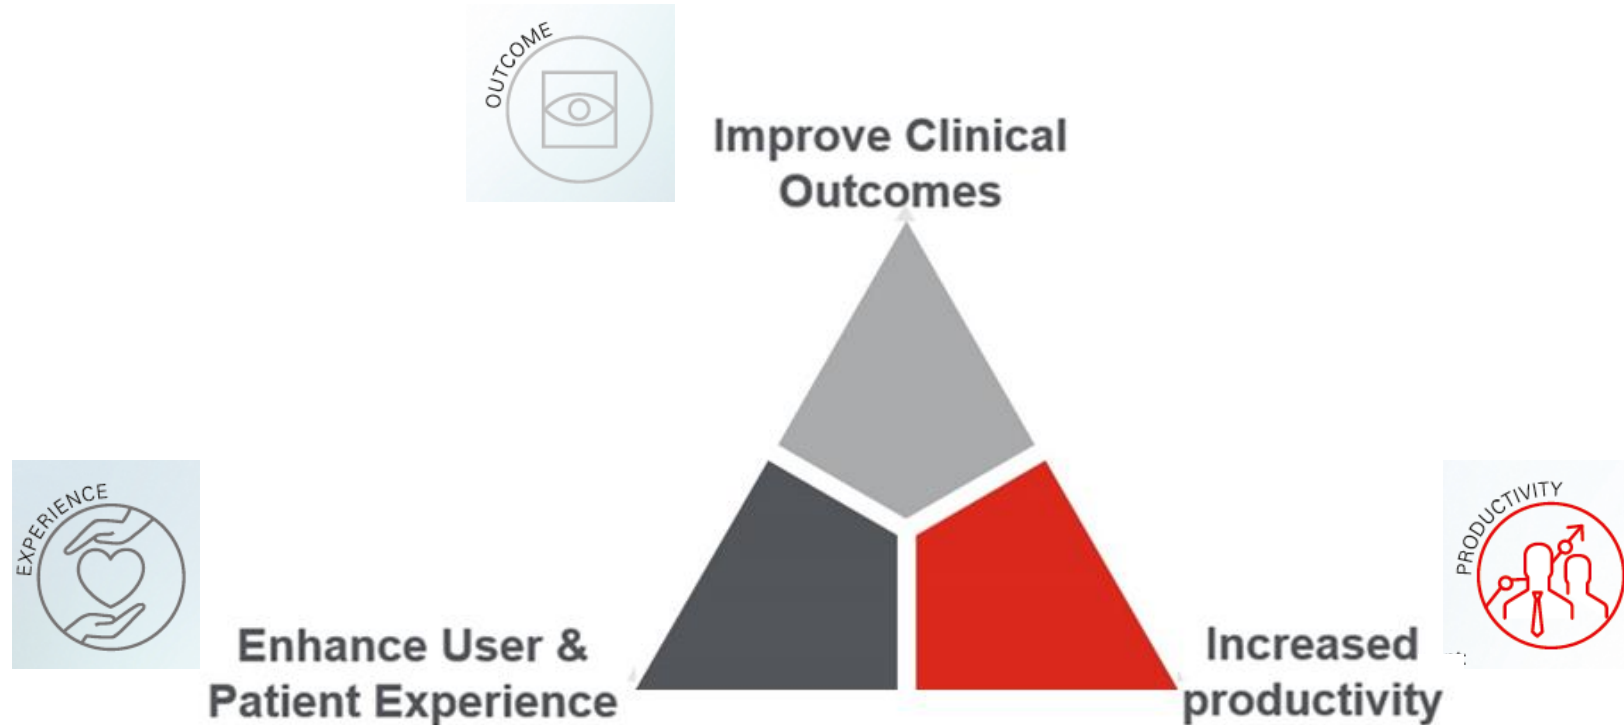 OUTCOME
Improve Clinical
Outcomes
EXPERIENCE
PRODUCTIVITY
Enhance User &
Patient Experience
Increased
productivity